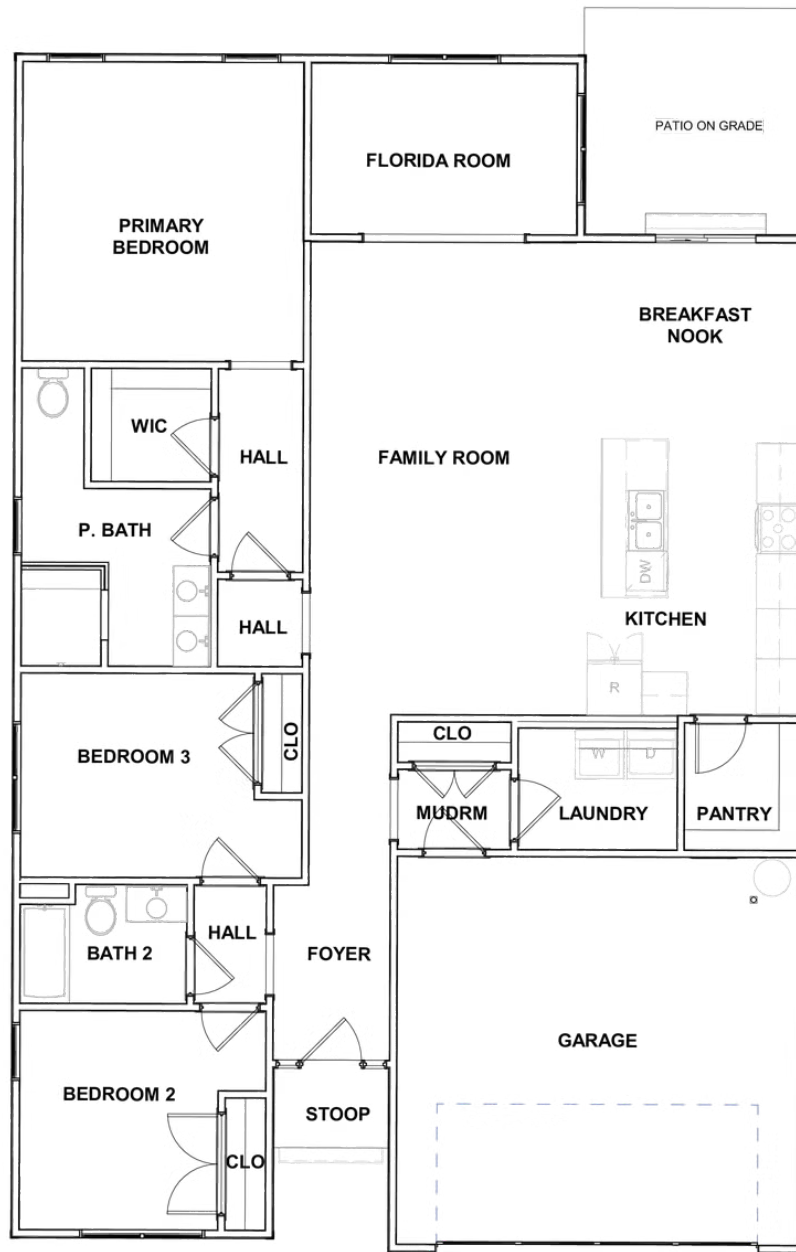 PATIO ON GRADE
FLORIDA ROOM
PRIMARY
BEDROOM
BREAKFAST
NOOK
WIC
HALL
FAMILY ROOM
P. BATH
DW
HALL
KITCHEN
R
CLO
BEDROOM 3
CLO
W
D
MUDRM
LAUNDRY
PANTRY
HALL
BATH 2
FOYER
GARAGE
BEDROOM 2
STOOP
CLO